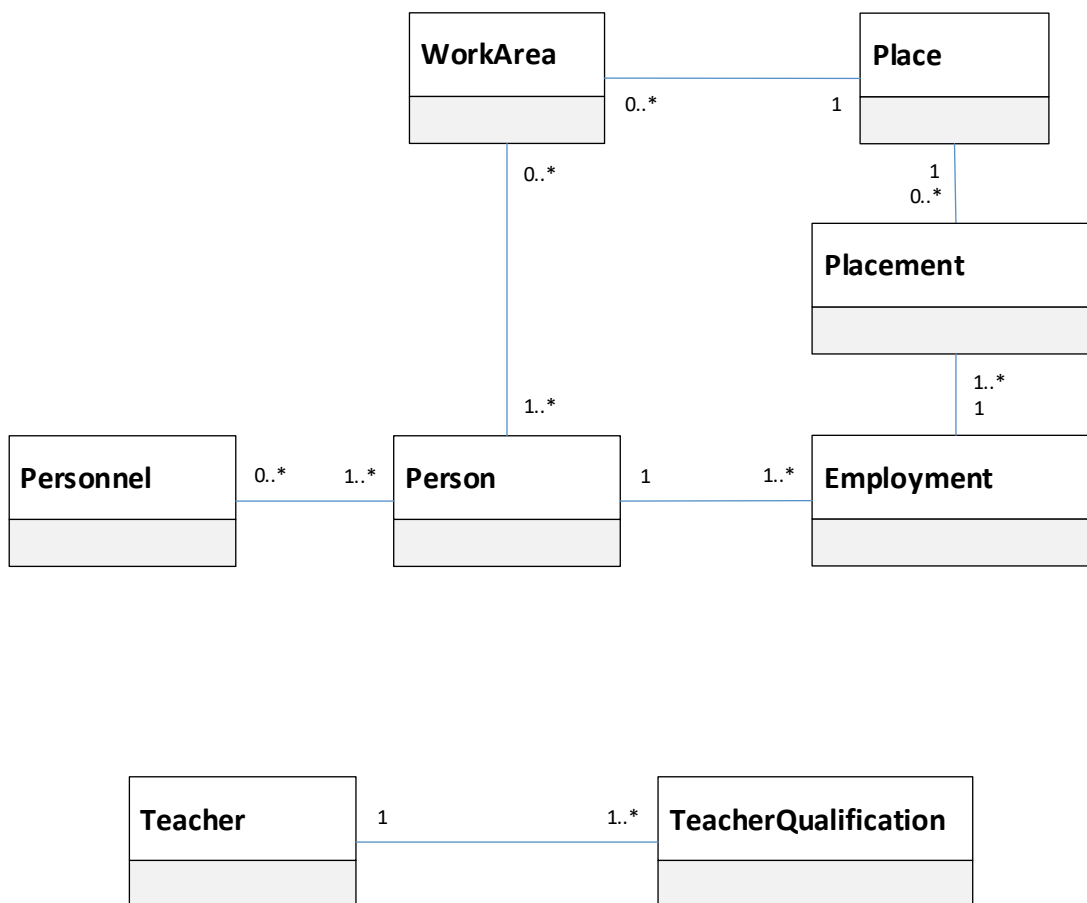 WorkArea
Place
0..*
1
0..*
1
0..*
Placement
1..*
1..*
1
Personnel
0..*
1..*
Person
1
1..*
Employment
Teacher
1
1..*
TeacherQualification